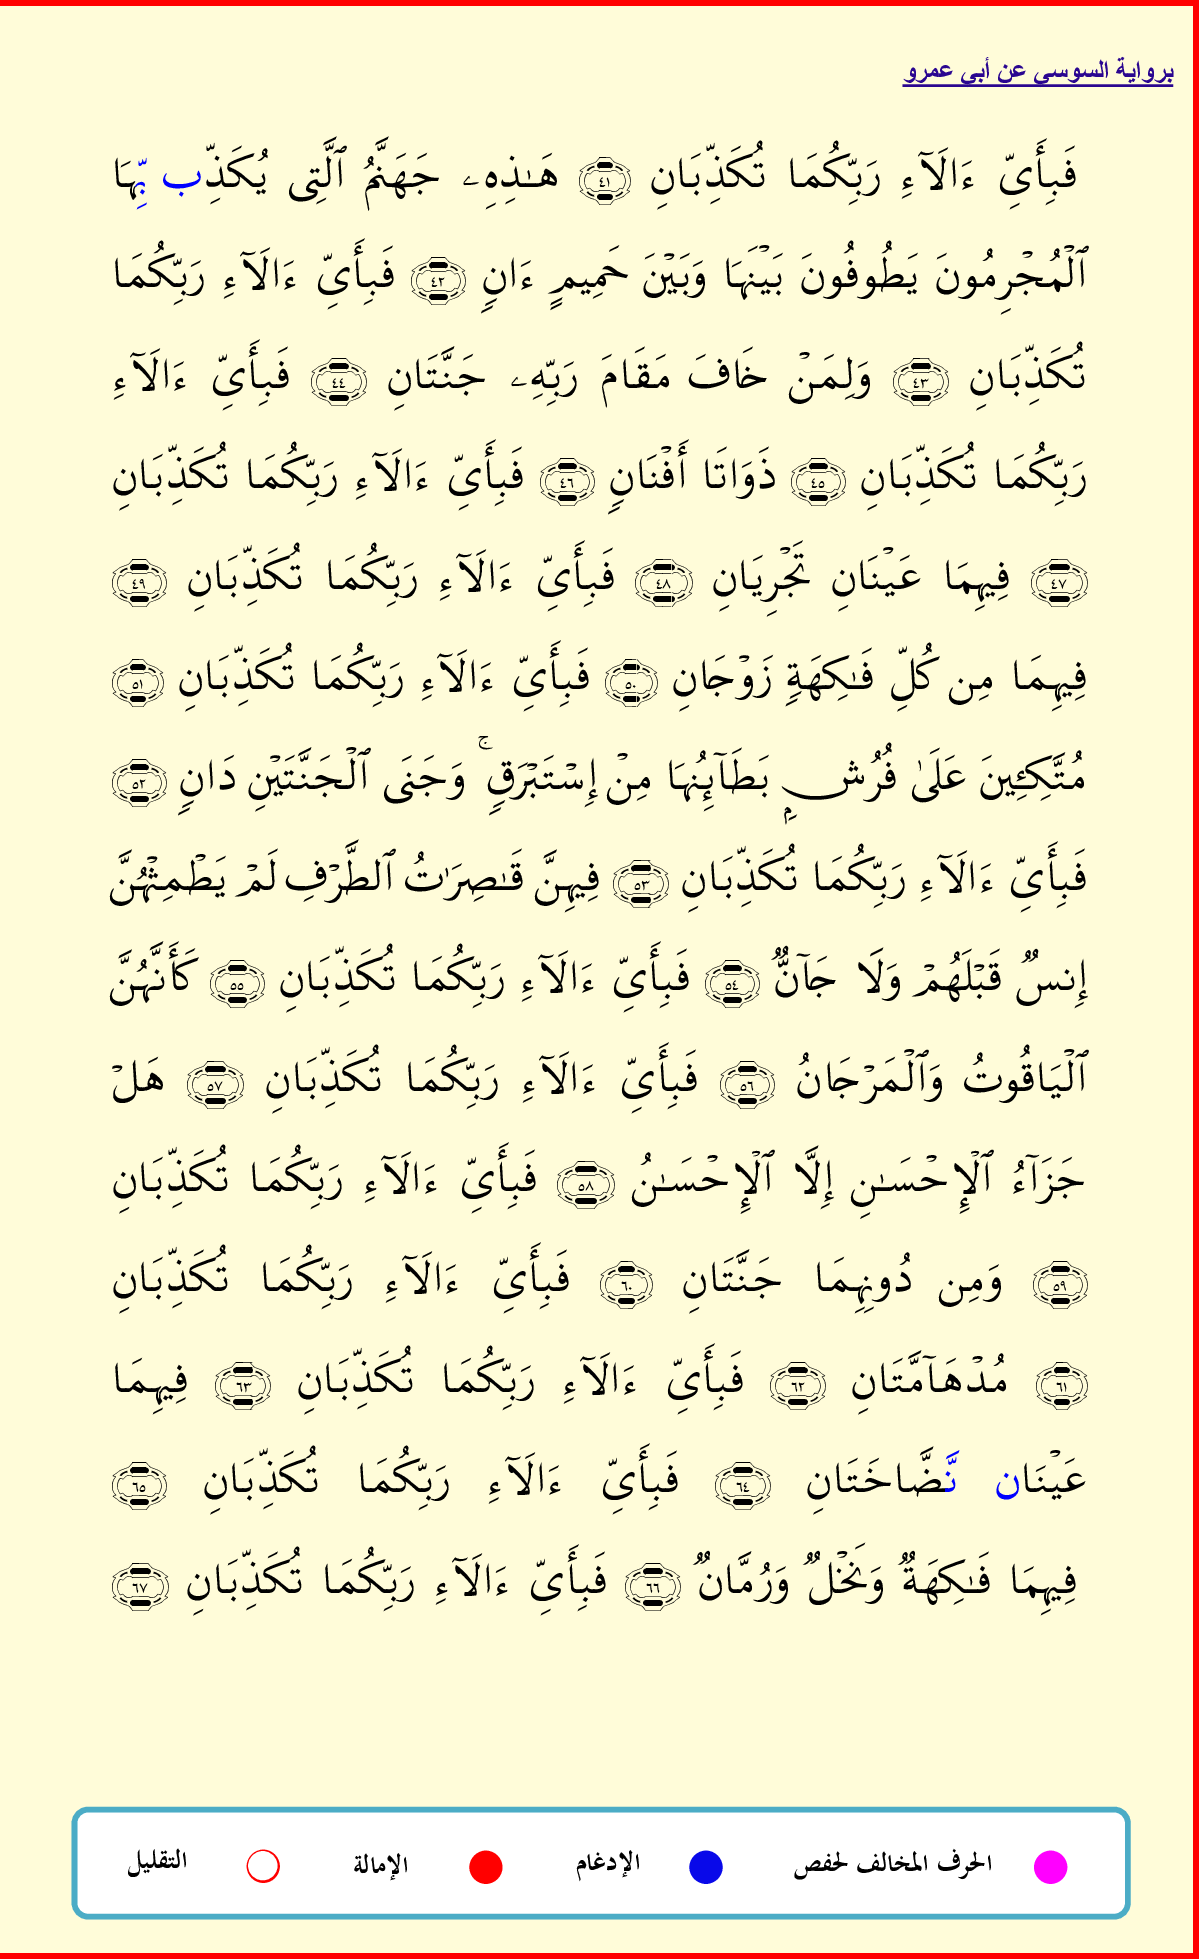 برواية السوسي عن أبي عمرو
فَبِأَيِّ ءَالَآءِ رَبِّكُمَا تُكَذِّبَانِ ٤١ هَـٰذِهِۦ جَهَنَّمُ ٱلَّتِى يُكَذِّب بِّهَا
ٱلْمُجْرِمُونَ يَطُوفُونَ بَيْنَهَا وَبَيْنَ حَمِيمٍ ءَانٍ ٤٢ فَبِأَيِّ ءَالَآءِ رَبِّكُمَا
تُكَذِّبَانِ ٤٣ وَلِمَنْ خَافَ مَقَامَ رَبِّهِۦ جَنَّتَانِ ٤٤ فَبِأَيِّ ءَالَآءِ
رَبِّكُمَا تُكَذِّبَانِ ٤٥ ذَوَاتَا أَفْنَانٍ ٤٦ فَبِأَيِّ ءَالَآءِ رَبِّكُمَا تُكَذِّبَانِ
٤٧ فِيهِمَا عَيْنَانِ تَجْرِيَانِ ٤٨ فَبِأَيِّ ءَالَآءِ رَبِّكُمَا تُكَذِّبَانِ ٤٩
فِيهِمَا مِن كُلِّ فَـٰكِهَةٍ زَوْجَانِ ٥٠ فَبِأَيِّ ءَالَآءِ رَبِّكُمَا تُكَذِّبَانِ ٥١
مُتَّكِـِٔينَ عَلَىٰ فُرُشٍۭ بَطَآئِنُهَا مِنْ إِسْتَبْرَقٍ ۚ وَجَنَى ٱلْجَنَّتَيْنِ دَانٍ ٥٢
فَبِأَيِّ ءَالَآءِ رَبِّكُمَا تُكَذِّبَانِ ٥٣ فِيهِنَّ قَـٰصِرَٰتُ ٱلطَّرْفِ لَمْ يَطْمِثْهُنَّ
إِنسٌ قَبْلَهُمْ وَلَا جَآنٌّ ٥٤ فَبِأَيِّ ءَالَآءِ رَبِّكُمَا تُكَذِّبَانِ ٥٥ كَأَنَّهُنَّ
ٱلْيَاقُوتُ وَٱلْمَرْجَانُ ٥٦ فَبِأَيِّ ءَالَآءِ رَبِّكُمَا تُكَذِّبَانِ ٥٧ هَلْ
جَزَآءُ ٱلْإِحْسَـٰنِ إِلَّا ٱلْإِحْسَـٰنُ ٥٨ فَبِأَيِّ ءَالَآءِ رَبِّكُمَا تُكَذِّبَانِ
٥٩ وَمِن دُونِهِمَا جَنَّتَانِ ٦٠ فَبِأَيِّ ءَالَآءِ رَبِّكُمَا تُكَذِّبَانِ
٦١ مُدْهَآمَّتَانِ ٦٢ فَبِأَيِّ ءَالَآءِ رَبِّكُمَا تُكَذِّبَانِ ٦٣ فِيهِمَا
عَيْنَان نَّضَّاخَتَانِ ٦٤ فَبِأَيِّ ءَالَآءِ رَبِّكُمَا تُكَذِّبَانِ ٦٥
فِيهِمَا فَـٰكِهَةٌ وَنَخْلٌ وَرُمَّانٌ ٦٦ فَبِأَيِّ ءَالَآءِ رَبِّكُمَا تُكَذِّبَانِ ٦٧
الحرف المخالف لحفص الإدغام الإمالة التقليل